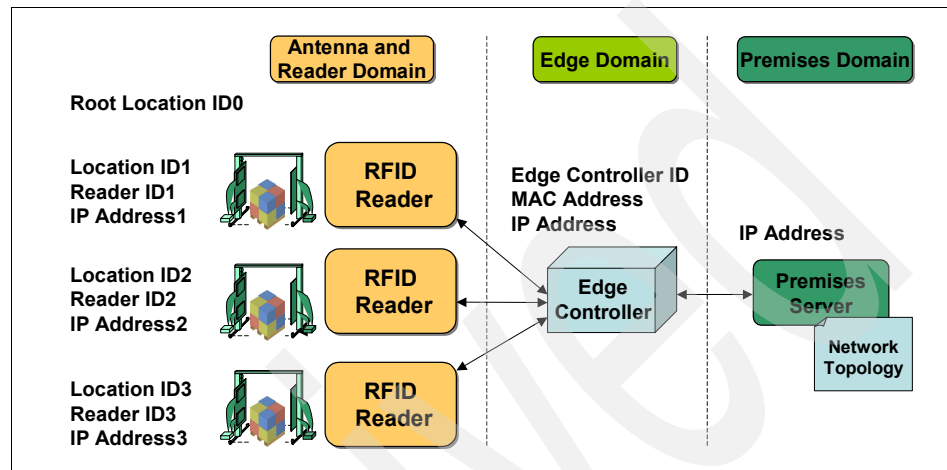 Antenna and
Reader Domain
Edge Domain
Premises Domain
Root Location ID0
Location ID1
Reader ID1
IP Address1
RFID
Reader
Edge Controller ID
MAC Address
IP Address
IP Address
Location ID2
Reader ID2
IP Address2
RFID
Reader
Edge
Controller
Premises
Server
Network
Topology
Location ID3
Reader ID3
IP Address3
RFID
Reader